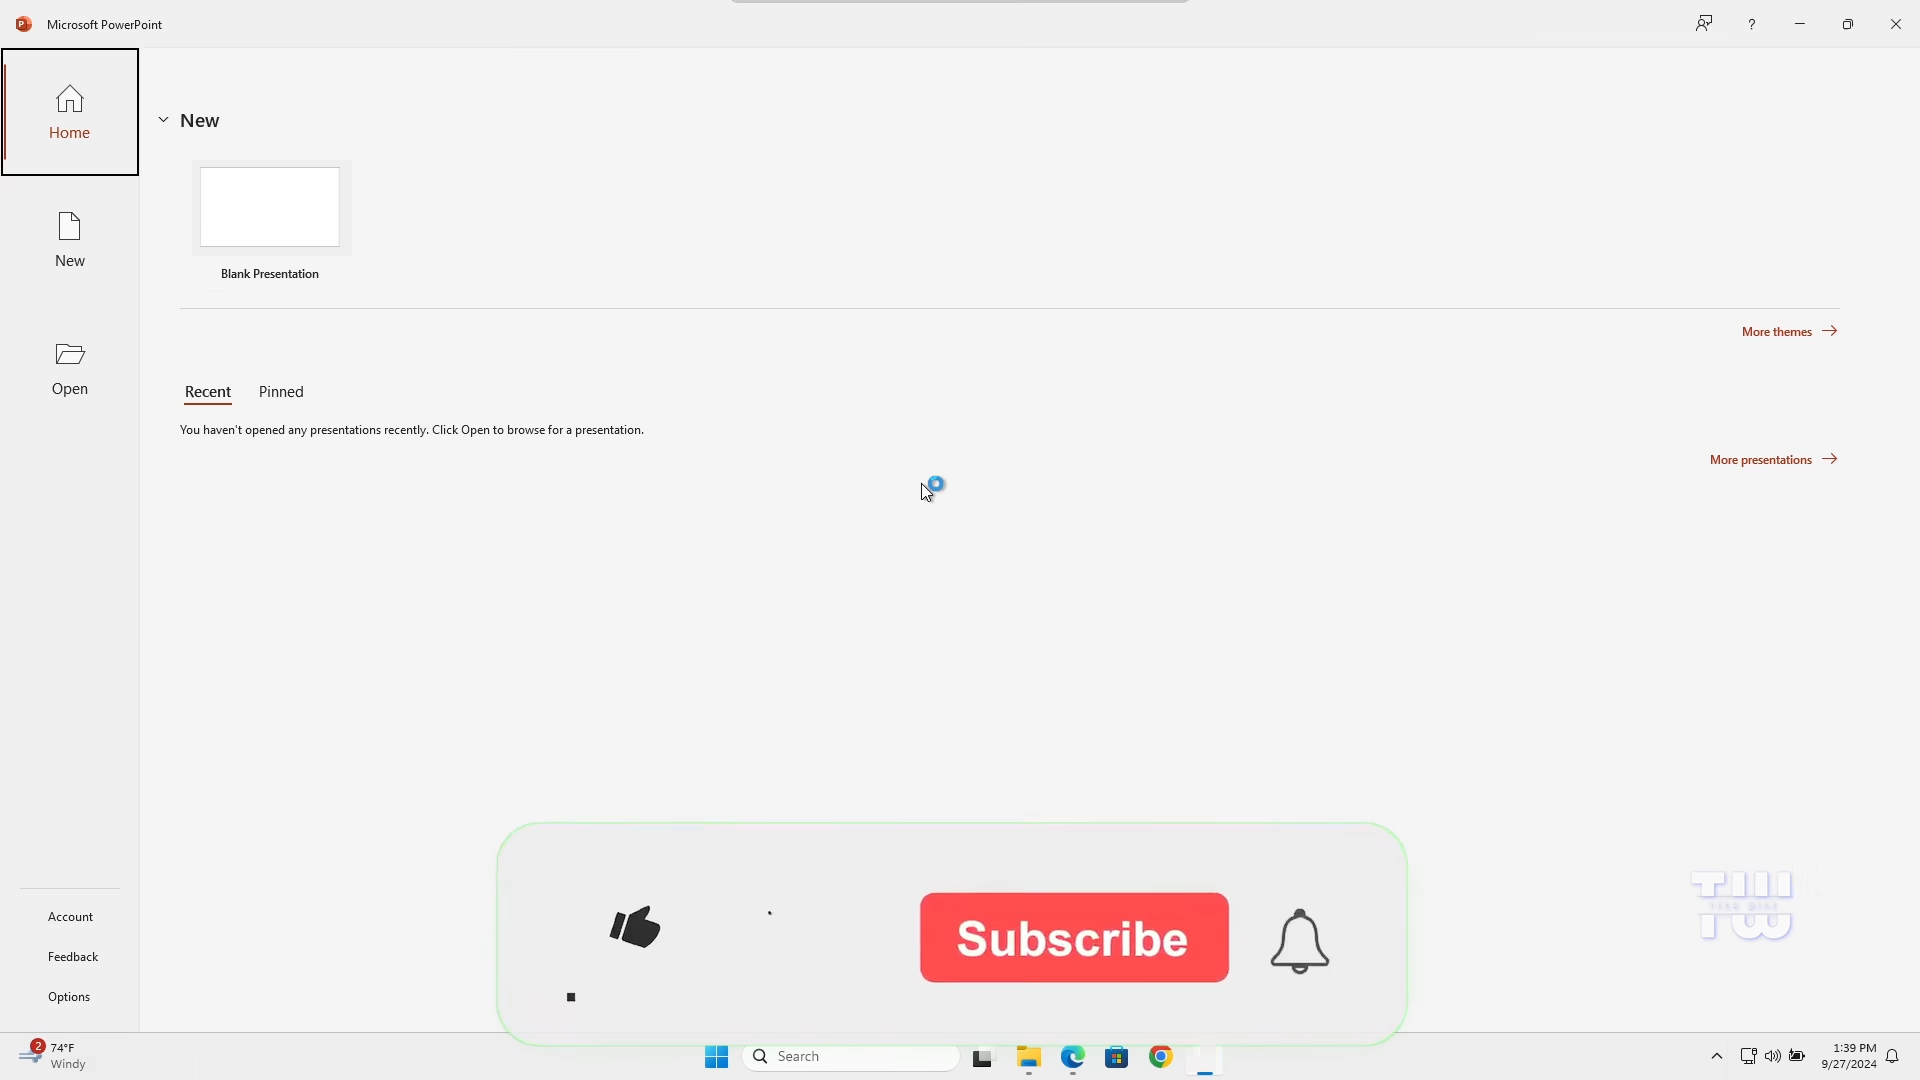 Microsoft PowerPoint
?
Home
New
Blank Presentation
New
More themes
Open
Recent Pinned
You haven't opened any presentations recently. Click Open to browse for a presentation.
More presentations
Subscribe
Account
Feedback
Options
2
74°F
Windy
Search
1:39 PM
9/27/2024